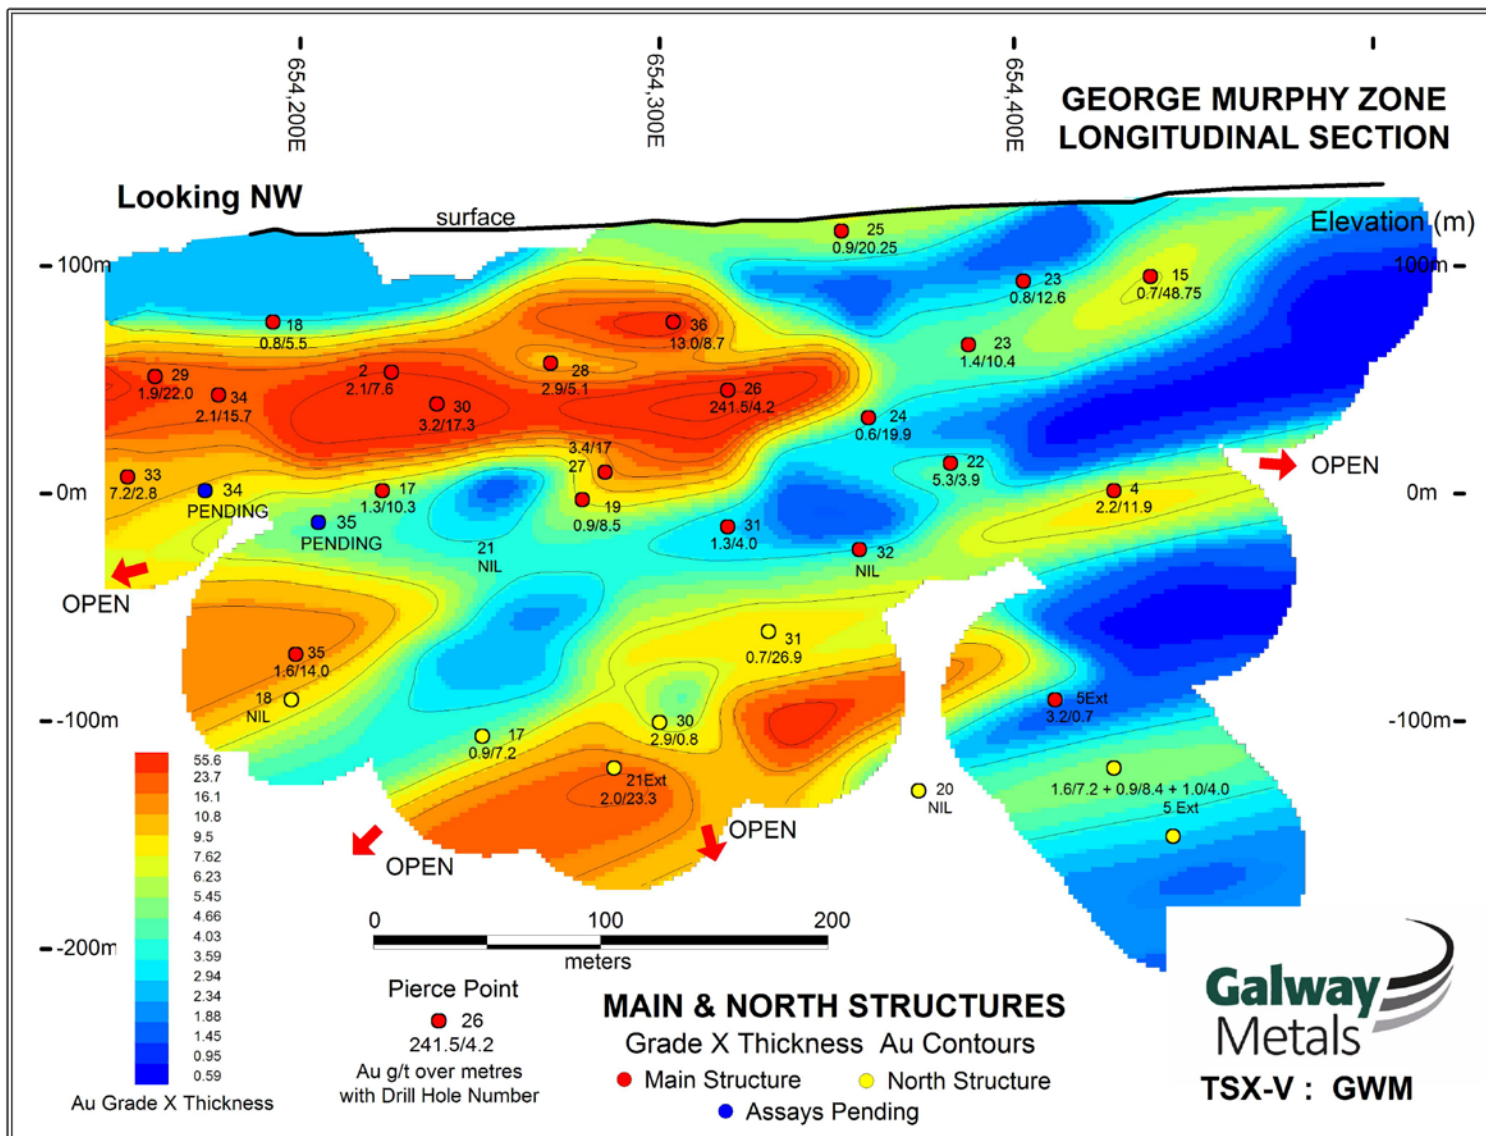 654,200E
654,300E
654,400E
GEORGE MURPHY ZONE
LONGITUDINAL SECTION
Looking NW
surface
Elevation (m)
100m
100m
25
0.9/20.25
23
0.8/12.6
15
0.7/48.75
18
0.8/5.5
36
13.0/8.7
23
1.4/10.4
29
1.9/22.0
34
2.1/15.7
2
2.1/7.6
28
2.9/5.1
30
3.2/17.3
26
241.5/4.2
24
0.6/19.9
3.4/17
27
22
5.3/3.9
OPEN
33
7.2/2.8
0m
0m
34
PENDING
17
1.3/10.3
19
0.9/8.5
4
2.2/11.9
35
PENDING
21
NIL
31
1.3/4.0
32
NIL
OPEN
31
0.7/26.9
35
1.6/14.0
18
NIL
5Ext
3.2/0.7
-100m
-100m
17
0.9/7.2
30
2.9/0.8
21Ext
2.0/23.3
20
NIL
1.6/7.2 + 0.9/8.4 + 1.0/4.0
5 Ext
OPEN
OPEN
55.6
23.7
16.1
10.8
9.5
7.62
6.23
5.45
4.66
4.03
3.59
2.94
2.34
1.88
1.45
0.95
0.59
Au Grade X Thickness
-200m
0 100 200
meters
Pierce Point
26
241.5/4.2
Au g/t over metres
with Drill Hole Number
MAIN & NORTH STRUCTURES
Grade X Thickness Au Contours
Main Structure
North Structure
Assays Pending
Galway
Metals
TSX-V : GWM